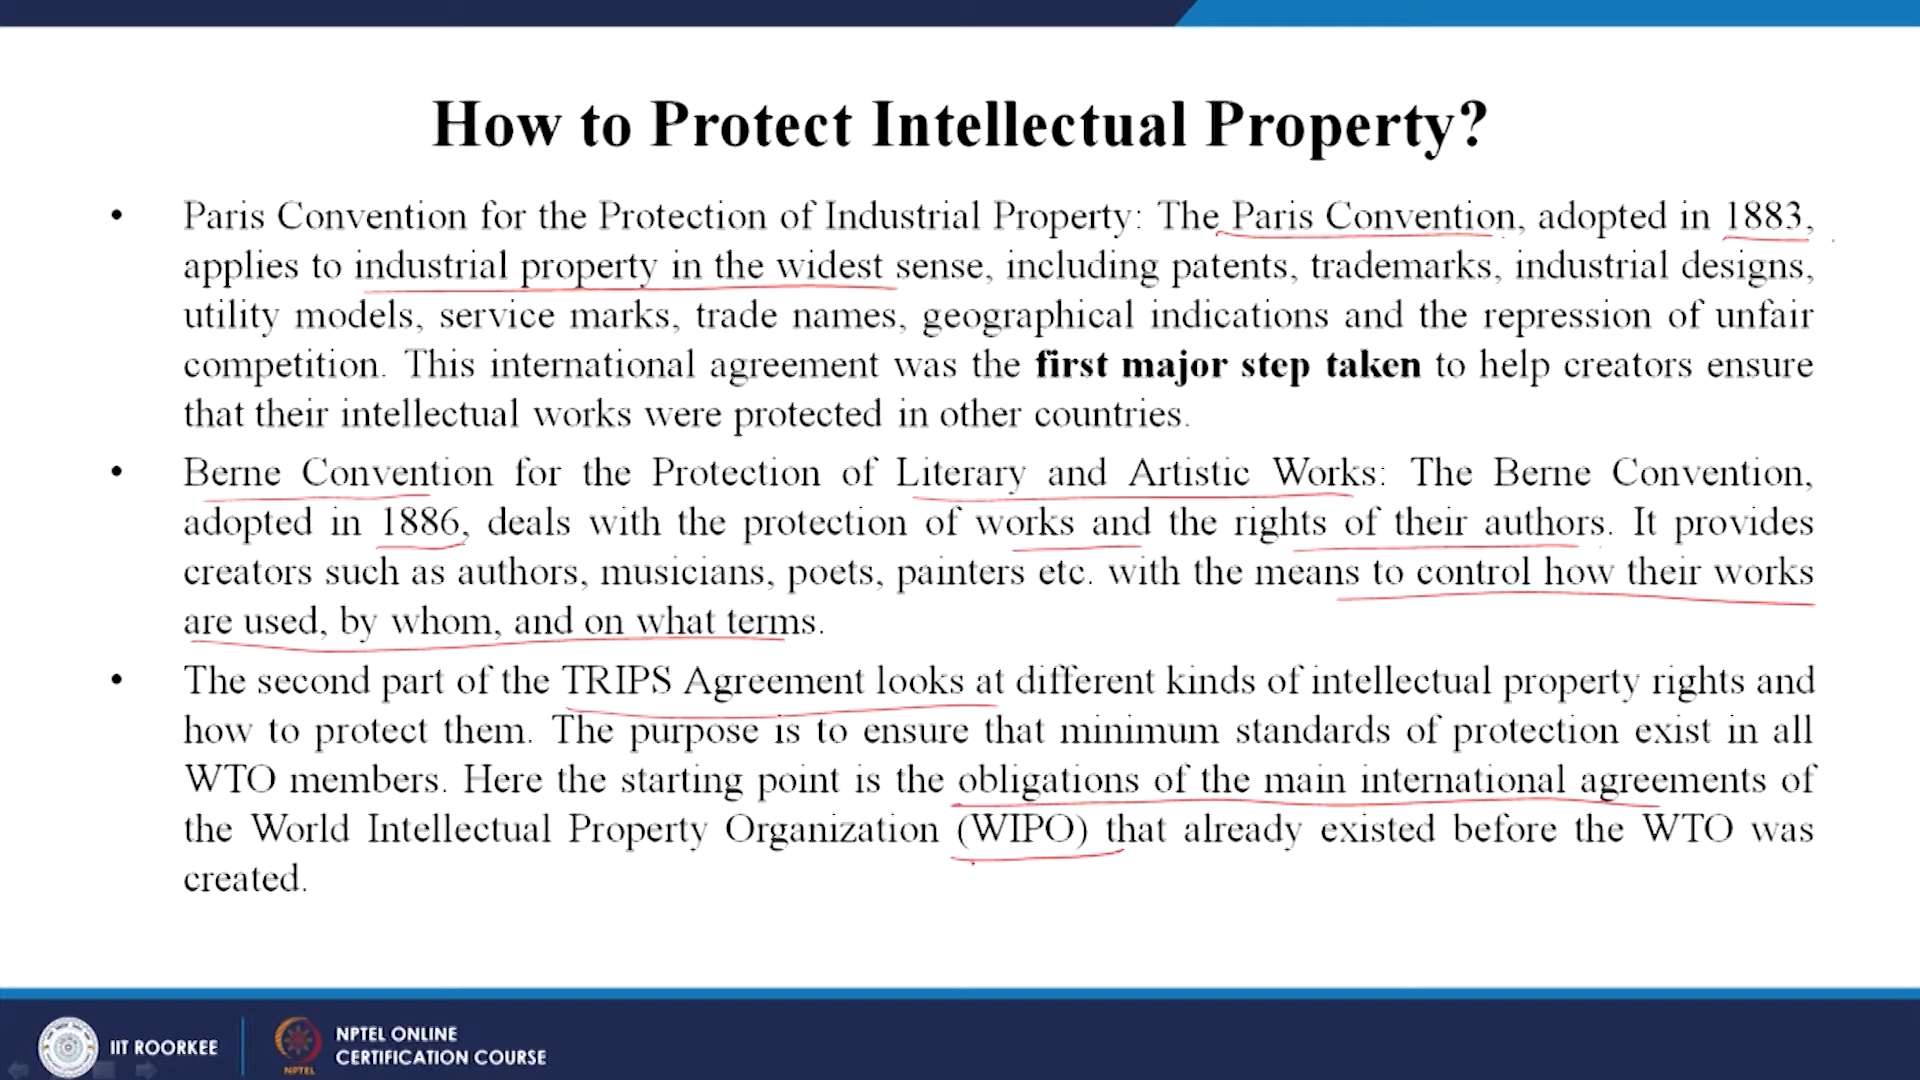 How to Protect Intellectual Property?
• Paris Convention for the Protection of Industrial Property: The Paris Convention, adopted in 1883,
applies to industrial property in the widest sense, including patents, trademarks, industrial designs,
utility models, service marks, trade names, geographical indications and the repression of unfair
competition. This international agreement was the first major step taken to help creators ensure
that their intellectual works were protected in other countries.
• Berne Convention for the Protection of Literary and Artistic Works: The Berne Convention,
adopted in 1886, deals with the protection of works and the rights of their authors. It provides
creators such as authors, musicians, poets, painters etc. with the means to control how their works
are used, by whom, and on what terms.
• The second part of the TRIPS Agreement looks at different kinds of intellectual property rights and
how to protect them. The purpose is to ensure that minimum standards of protection exist in all
WTO members. Here the starting point is the obligations of the main international agreements of
the World Intellectual Property Organization (WIPO) that already existed before the WTO was
created.
IIT ROORKEE
NPTEL
NPTEL ONLINE
CERTIFICATION COURSE